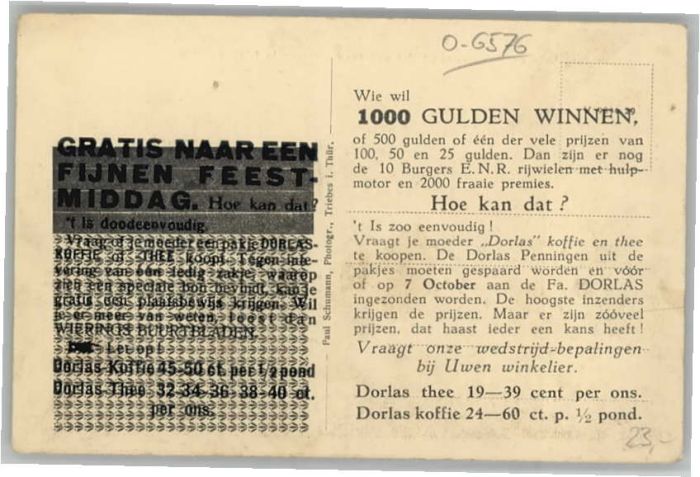 O-6576
GRATIS NAAR EEN
FIJNEN FEEST-
MIDDAG. Hoe kan dat?
't Is doodeenvoudig.
Vraag of je moeder een pakje DORLAS-
KOFFIE of -THEE koopt. Tegen inle-
vering van één ledig zakje, waarop
zich een speciale bon bevindt, kan je
gratis een plaatsbewijs krijgen. Wil
je er meer van weten, leest dan
WIERINGS BUURTBLADEN.
Let op!
Dorlas-Koffie 45-50 ct. per ½ pond
Dorlas-Thee 32-34-36-38-40 ct.
per ons.
Paul Schumann, Photogr., Triebes i. Thür.
Wie wil
1000 GULDEN WINNEN,
of 500 gulden of één der vele prijzen van
100, 50 en 25 gulden. Dan zijn er nog
de 10 Burgers E.N.R. rijwielen met hulp-
motor en 2000 fraaie premies.
Hoe kan dat?
't Is zoo eenvoudig!
Vraagt je moeder „Dorlas" koffie en thee
te koopen. De Dorlas Penningen uit de
pakjes moeten gespaard worden en vóór
of op 7 October aan de Fa. DORLAS
ingezonden worden. De hoogste inzenders
krijgen de prijzen. Maar er zijn zóóveel
prijzen, dat haast ieder een kans heeft!
Vraagt onze wedstrijd-bepalingen
bij Uwen winkelier.
Dorlas thee 19—39 cent per ons.
Dorlas koffie 24—60 ct. p. ½ pond.
23,-